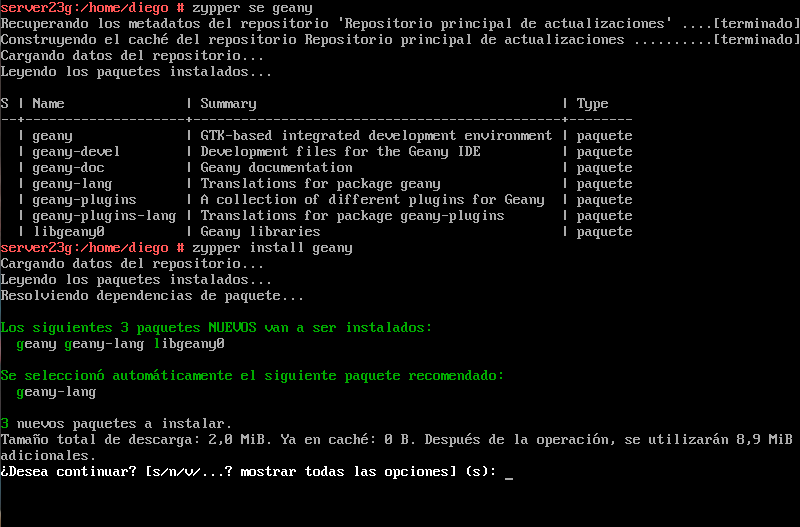 server23g:/home/diego # zypper se geany
Recuperando los metadatos del repositorio 'Repositorio principal de actualizaciones' ....[terminado]
Construyendo el caché del repositorio Repositorio principal de actualizaciones ..........[terminado]
Cargando datos del repositorio...
Leyendo los paquetes instalados...
S | Name | Summary | Type
--+--------------------+----------------------------------------------+--------
| geany | GTK-based integrated development environment | paquete
| geany-devel | Development files for the Geany IDE | paquete
| geany-doc | Geany documentation | paquete
| geany-lang | Translations for package geany | paquete
| geany-plugins | A collection of different plugins for Geany | paquete
| geany-plugins-lang | Translations for package geany-plugins | paquete
| libgeany0 | Geany libraries | paquete
server23g:/home/diego # zypper install geany
Cargando datos del repositorio...
Leyendo los paquetes instalados...
Resolviendo dependencias de paquete...
Los siguientes 3 paquetes NUEVOS van a ser instalados:
geany geany-lang libgeany0
Se seleccionó automáticamente el siguiente paquete recomendado:
geany-lang
3 nuevos paquetes a instalar.
Tamaño total de descarga: 2,0 MiB. Ya en caché: 0 B. Después de la operación, se utilizarán 8,9 MiB
adicionales.
¿Desea continuar? [s/n/v/...? mostrar todas las opciones] (s): _